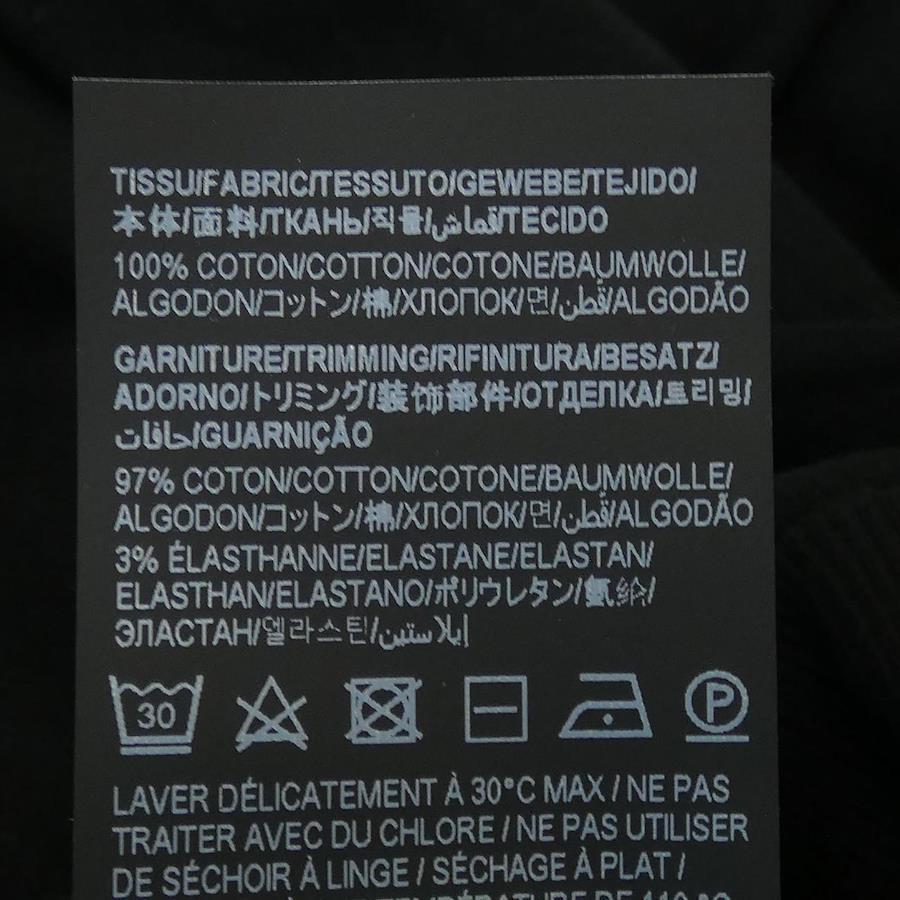 TISSU/FABRIC/TESSUTO/GEWEBE/TEJIDO/
本体/面料/ТКАНЬ/직물/قماش/TECIDO
100% COTON/COTTON/COTONE/BAUMWOLLE/
ALGODON/コットン/棉/ХЛОПОК/면/قُطن/ALGODÃO
GARNITURE/TRIMMING/RIFINITURA/BESATZ/
ADORNO/トリミング/装饰部件/ОТДЕПКА/트리밍/
حافات/GUARNIÇÃO
97% COTON/COTTON/COTONE/BAUMWOLLE/
ALGODON/コットン/棉/ХЛОПОК/면/قُطن/ALGODÃO
3% ÉLASTHANNE/ELASTANE/ELASTAN/
ELASTHAN/ELASTANO/ポリウレタン/氨纶/
ЭЛАСТАН/엘라스틴/إيلاستين
30 P
LAVER DÉLICATEMENT À 30°C MAX / NE PAS
TRAITER AVEC DU CHLORE / NE PAS UTILISER
DE SÉCHOIR À LINGE / SÉCHAGE À PLAT /